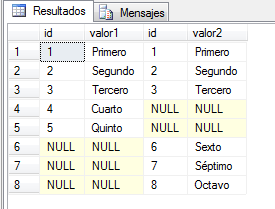 Resultados Mensajes
id valor1 id valor2
1 1 Primero 1 Primero
2 2 Segundo 2 Segundo
3 3 Tercero 3 Tercero
4 4 Cuarto NULL NULL
5 5 Quinto NULL NULL
6 NULL NULL 6 Sexto
7 NULL NULL 7 Séptimo
8 NULL NULL 8 Octavo